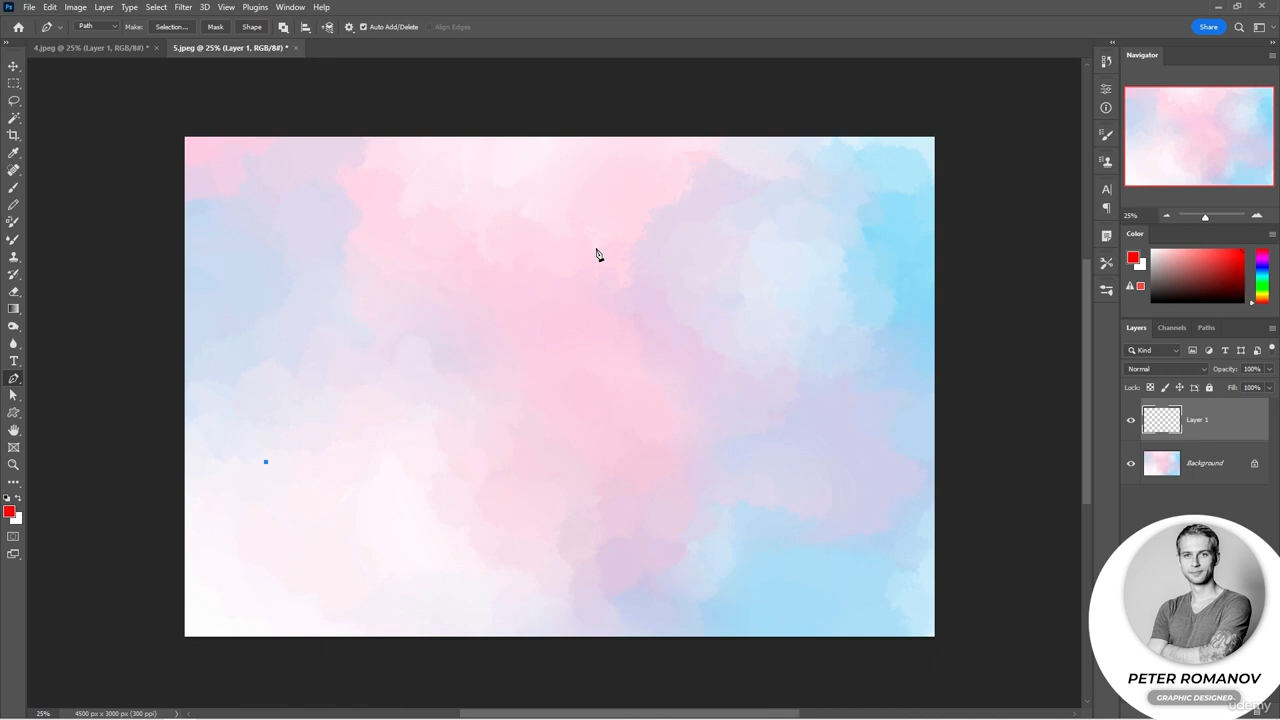 Ps File Edit Image Layer Type Select Filter 3D View Plugins Window Help
Path Make: Selection... Mask Shape Auto Add/Delete Align Edges Share
4.jpeg @ 25% (Layer 1, RGB/8#) * × 5.jpeg @ 25% (Layer 1, RGB/8#) * ×
Navigator
25%
Color
Layers Channels Paths
Kind
Normal Opacity: 100%
Lock: Fill: 100%
Layer 1
Background
PETER ROMANOV
GRAPHIC DESIGNER
udemy
25% 4500 px x 3000 px (300 ppi)